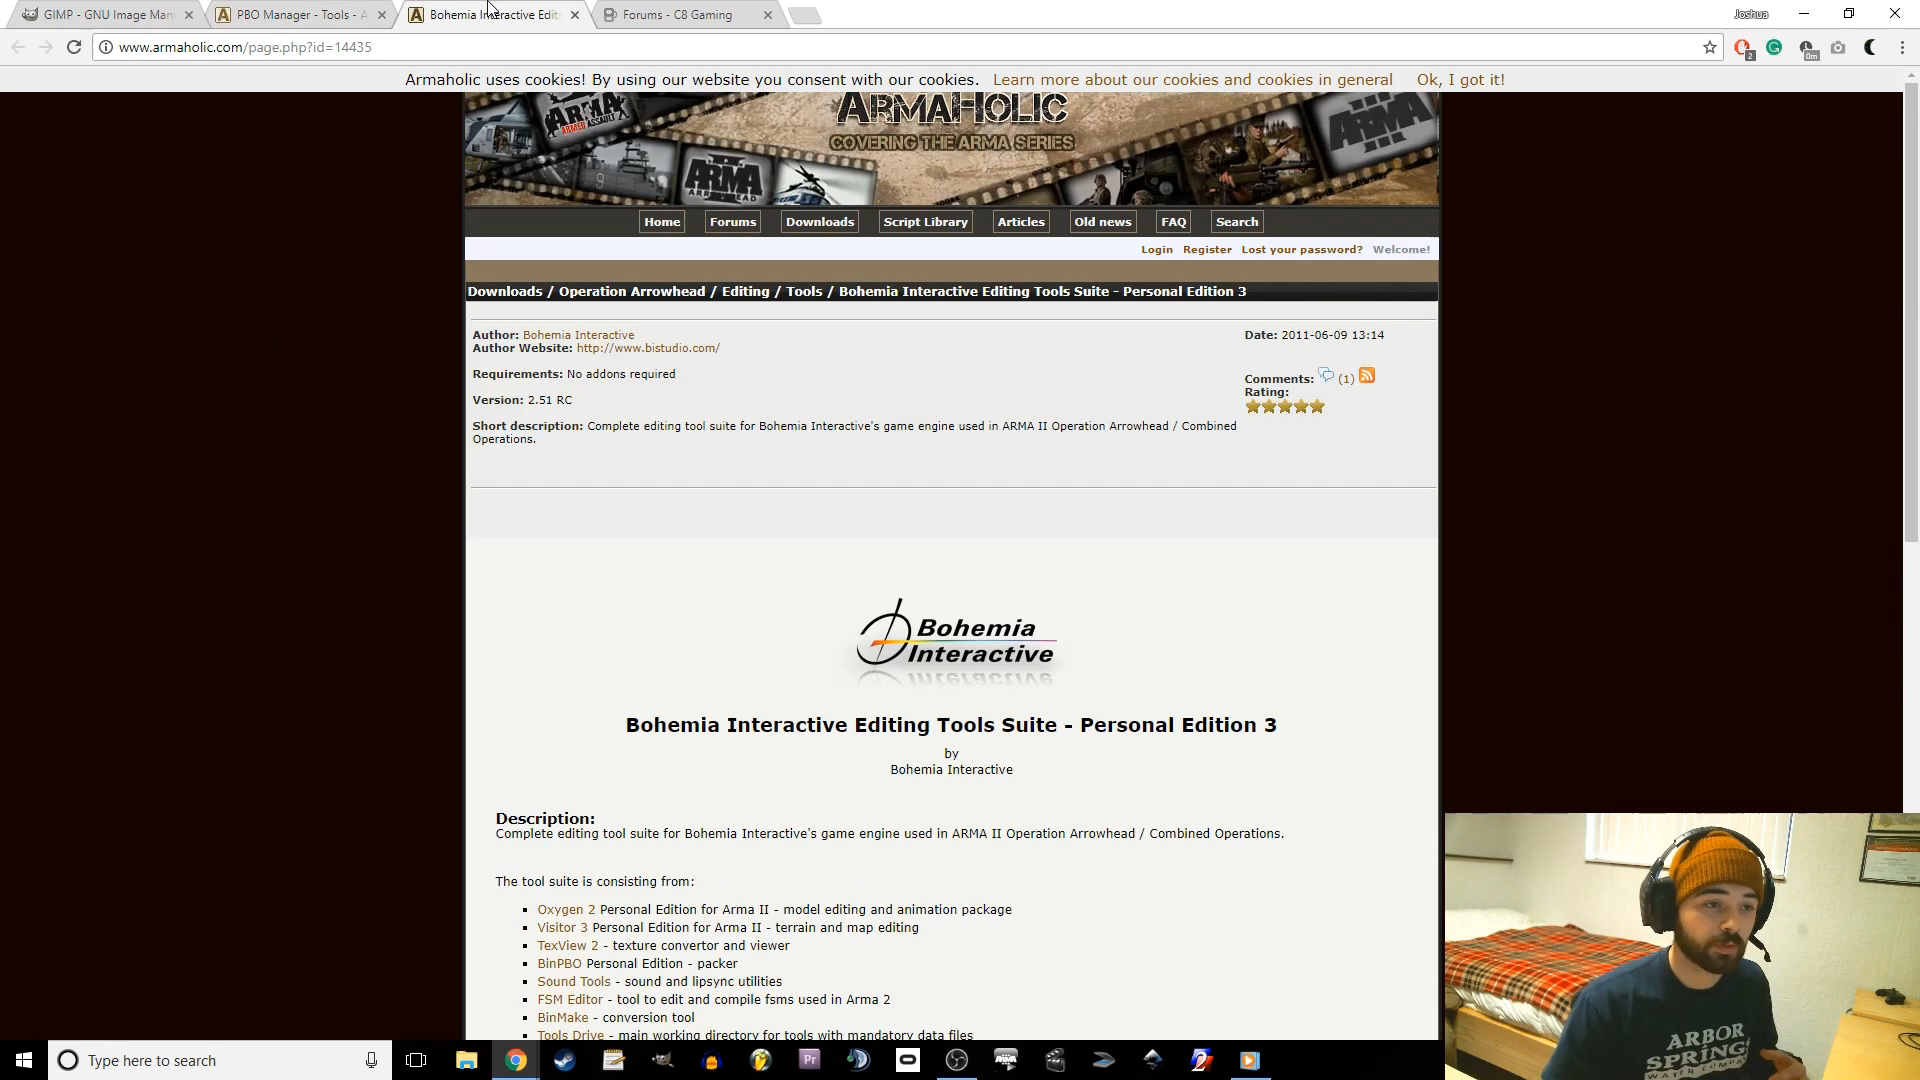 GIMP - GNU Image Man
PBO Manager - Tools - A
Bohemia Interactive Edit
Forums - C8 Gaming
Joshua
www.armaholic.com/page.php?id=14435
2
0m
Armaholic uses cookies! By using our website you consent with our cookies. Learn more about our cookies and cookies in general Ok, I got it!
ARMA
ARMED ASSAULT
ARMAHOLIC
COVERING THE ARMA SERIES
ARMA
ARMA
Home Forums Downloads Script Library Articles Old news FAQ Search
Login Register Lost your password? Welcome!
Downloads / Operation Arrowhead / Editing / Tools / Bohemia Interactive Editing Tools Suite - Personal Edition 3
Author: Bohemia Interactive
Date: 2011-06-09 13:14
Author Website: http://www.bistudio.com/
Requirements: No addons required
Comments: (1)
Rating:
Version: 2.51 RC
Short description: Complete editing tool suite for Bohemia Interactive's game engine used in ARMA II Operation Arrowhead / Combined
Operations.
Bohemia
Interactive
Bohemia Interactive Editing Tools Suite - Personal Edition 3
by
Bohemia Interactive
Description:
Complete editing tool suite for Bohemia Interactive's game engine used in ARMA II Operation Arrowhead / Combined Operations.
The tool suite is consisting from:
Oxygen 2 Personal Edition for Arma II - model editing and animation package
Visitor 3 Personal Edition for Arma II - terrain and map editing
TexView 2 - texture convertor and viewer
BinPBO Personal Edition - packer
Sound Tools - sound and lipsync utilities
FSM Editor - tool to edit and compile fsms used in Arma 2
BinMake - conversion tool
Tools Drive - main working directory for tools with mandatory data files
ARBOR
SPRINGS
WATER COMPANY
Type here to search
Pr